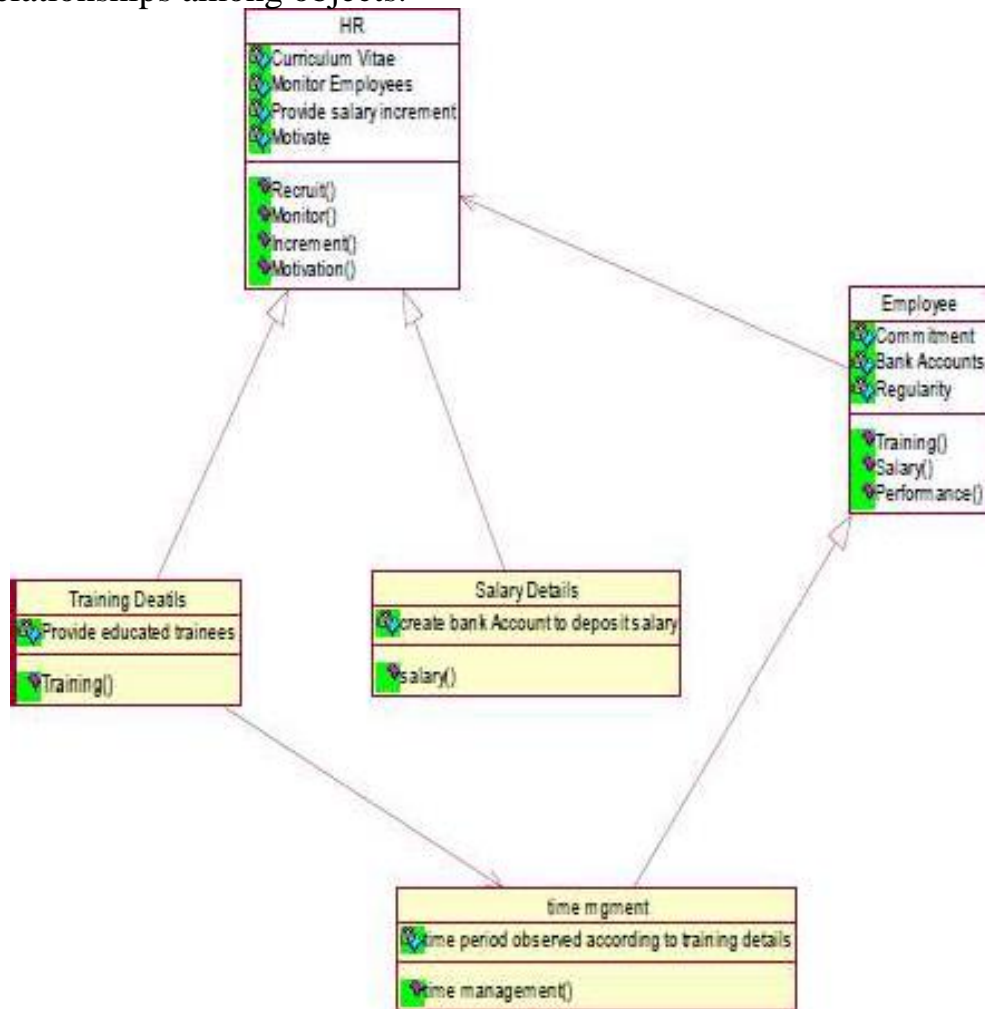 elationships among objects.
HR
Curriculum Vitae
Monitor Employees
Provide salary increment
Motivate
Recruit()
Monitor()
Increment()
Motivation()
Employee
Commitment
Bank Accounts
Regularity
Training()
Salary()
Performance()
Training Deatils
Provide educated trainees
Training()
Salary Details
create bank Account to deposit salary
salary()
time mgment
time period observed according to training details
time management()